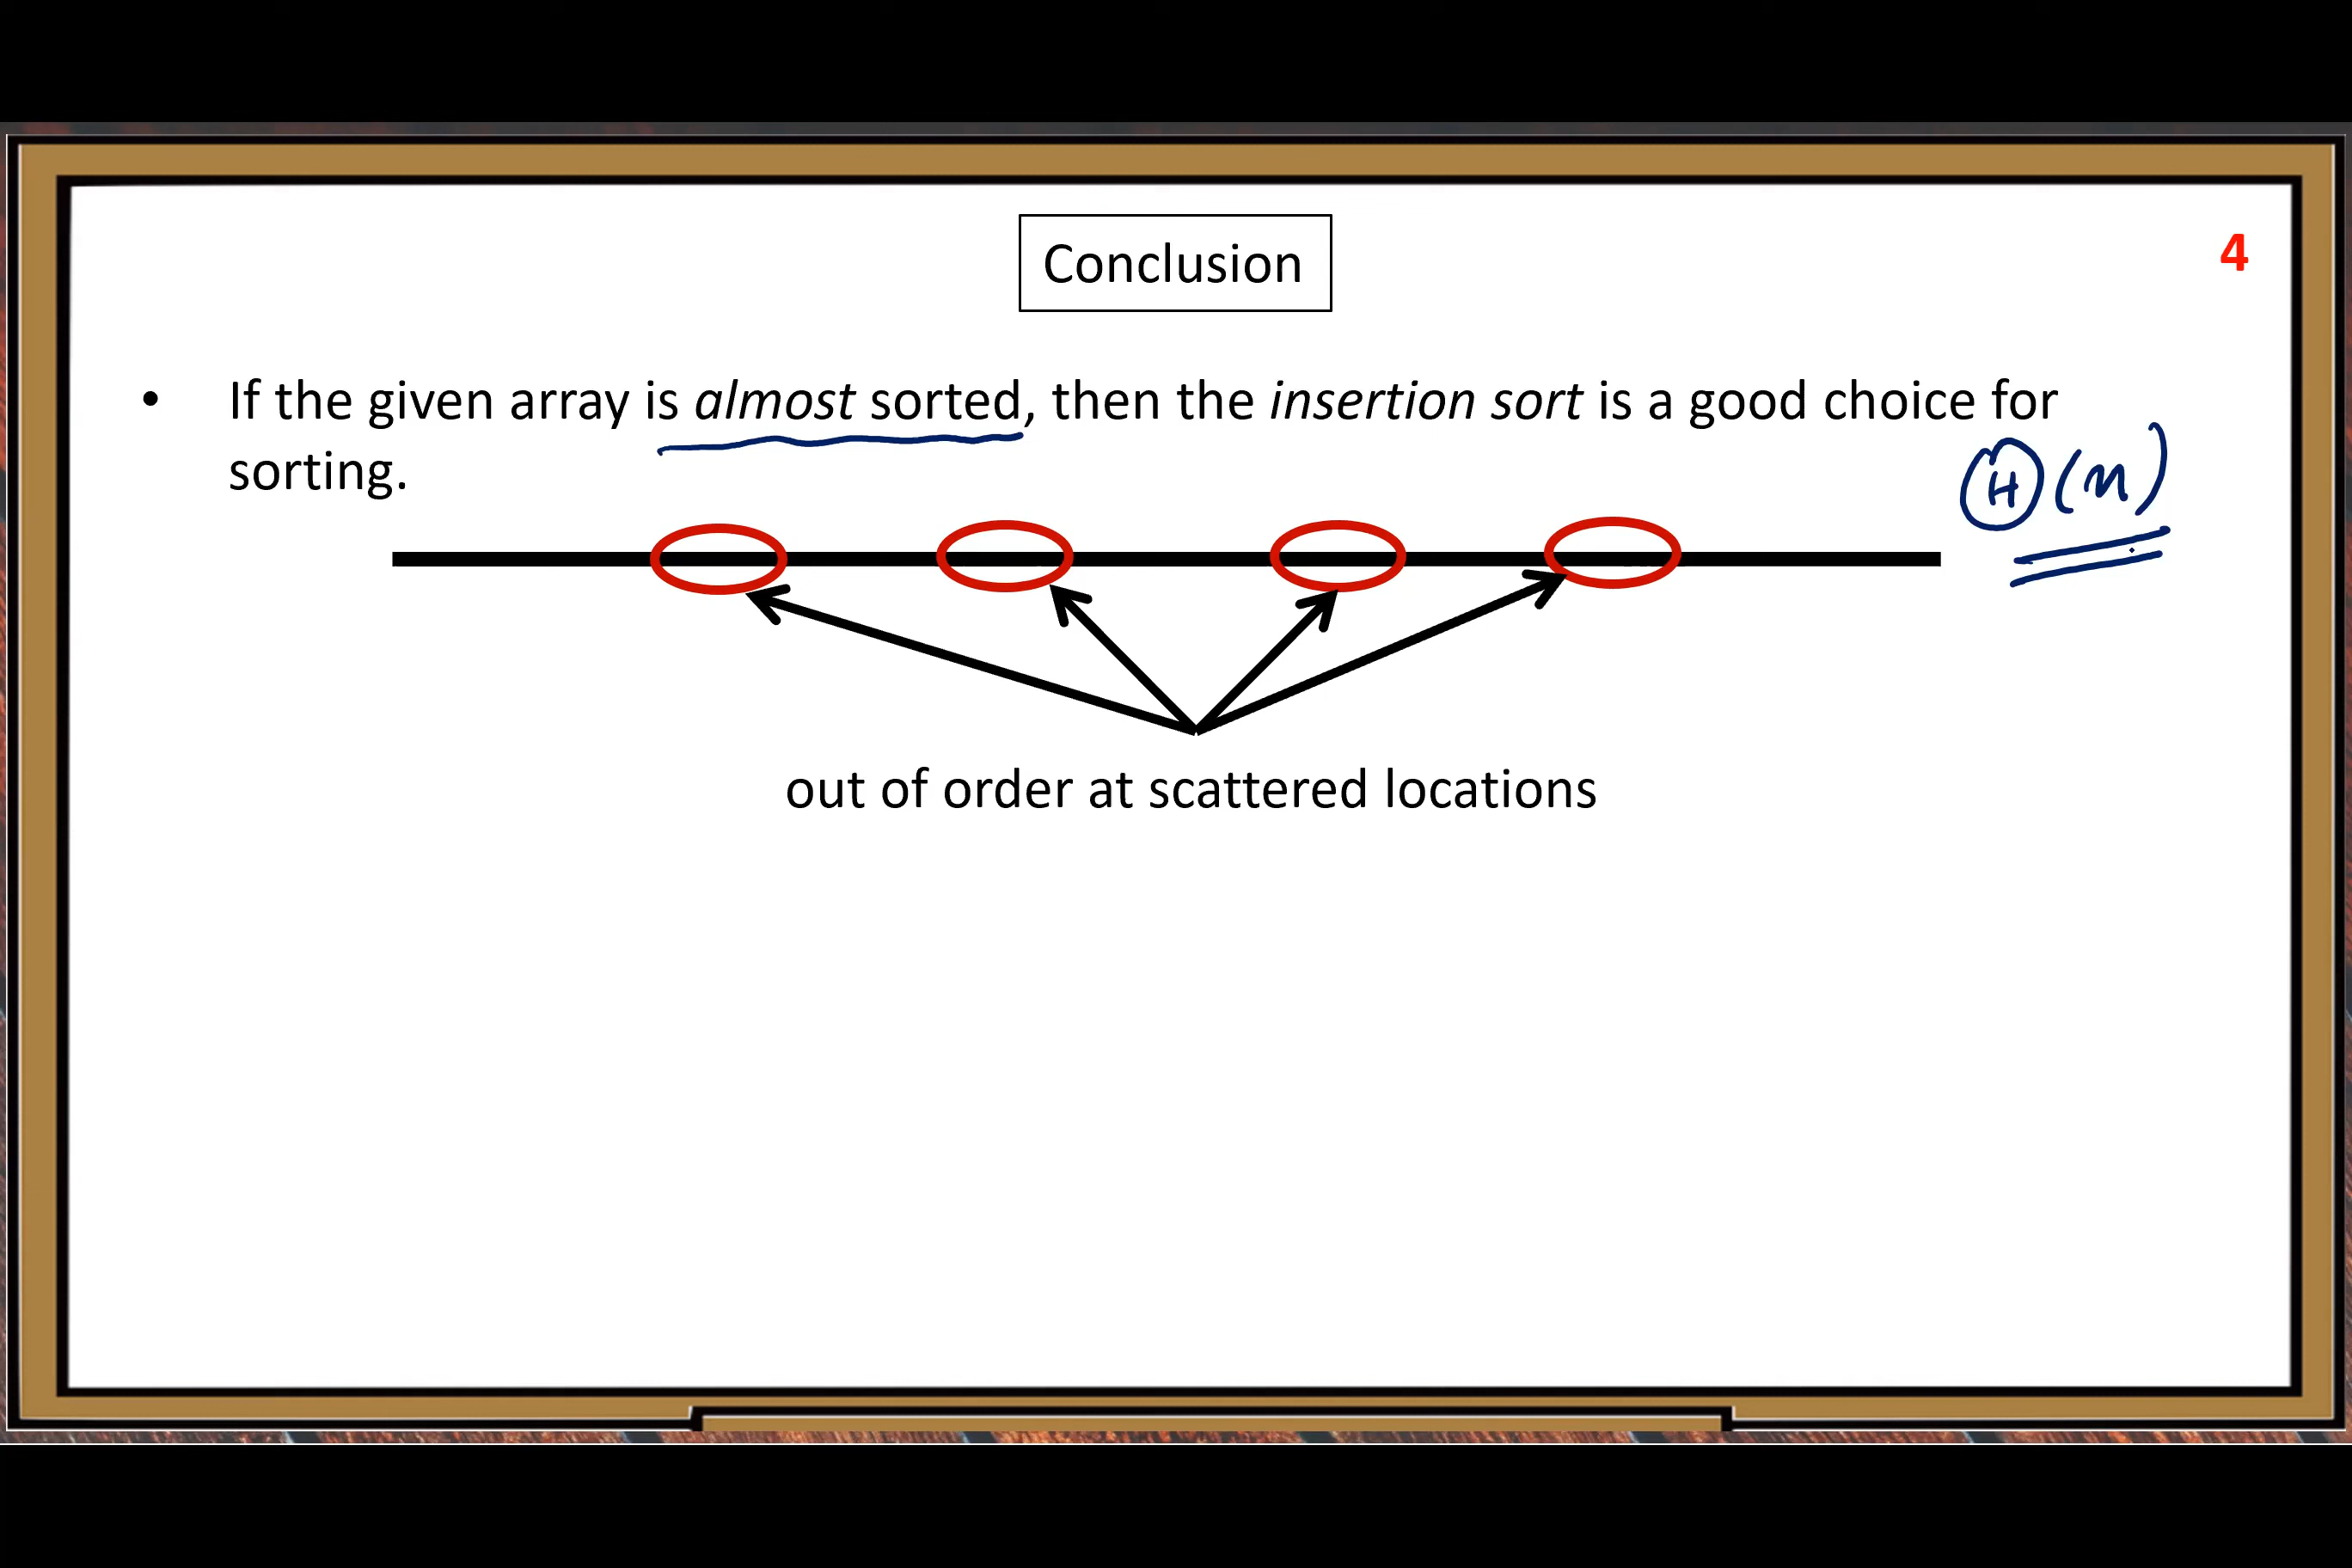 Conclusion
4
• If the given array is almost sorted, then the insertion sort is a good choice for
sorting.
Θ(n)
out of order at scattered locations